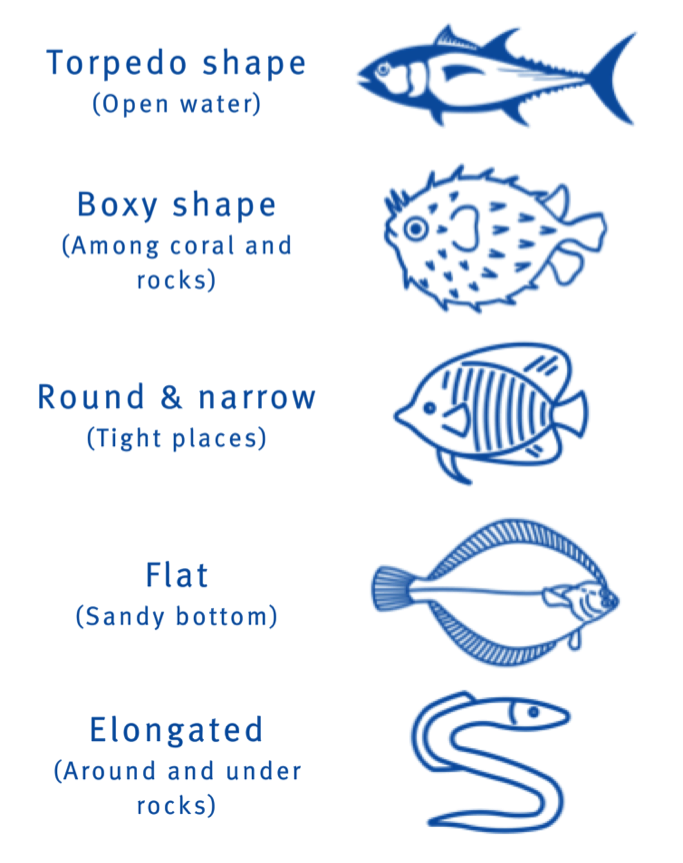 Torpedo shape
(Open water)
Boxy shape
(Among coral and
rocks)
Round & narrow
(Tight places)
Flat
(Sandy bottom)
Elongated
(Around and under
rocks)